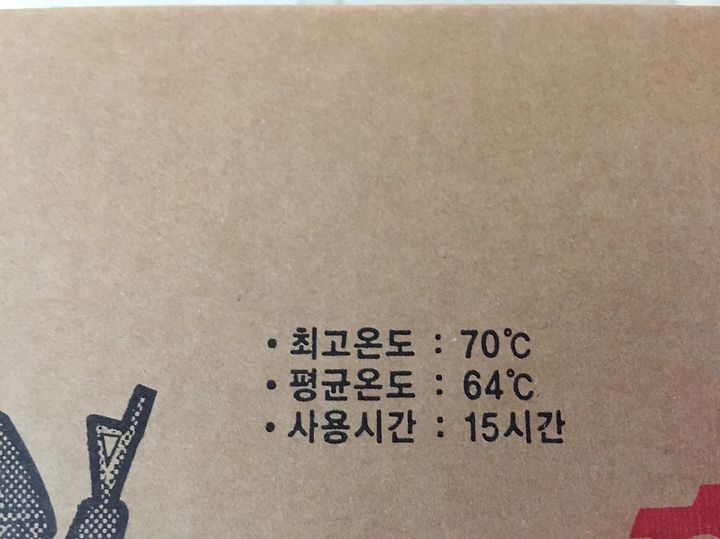 • 최고온도 : 70℃
• 평균온도 : 64℃
• 사용시간 : 15시간